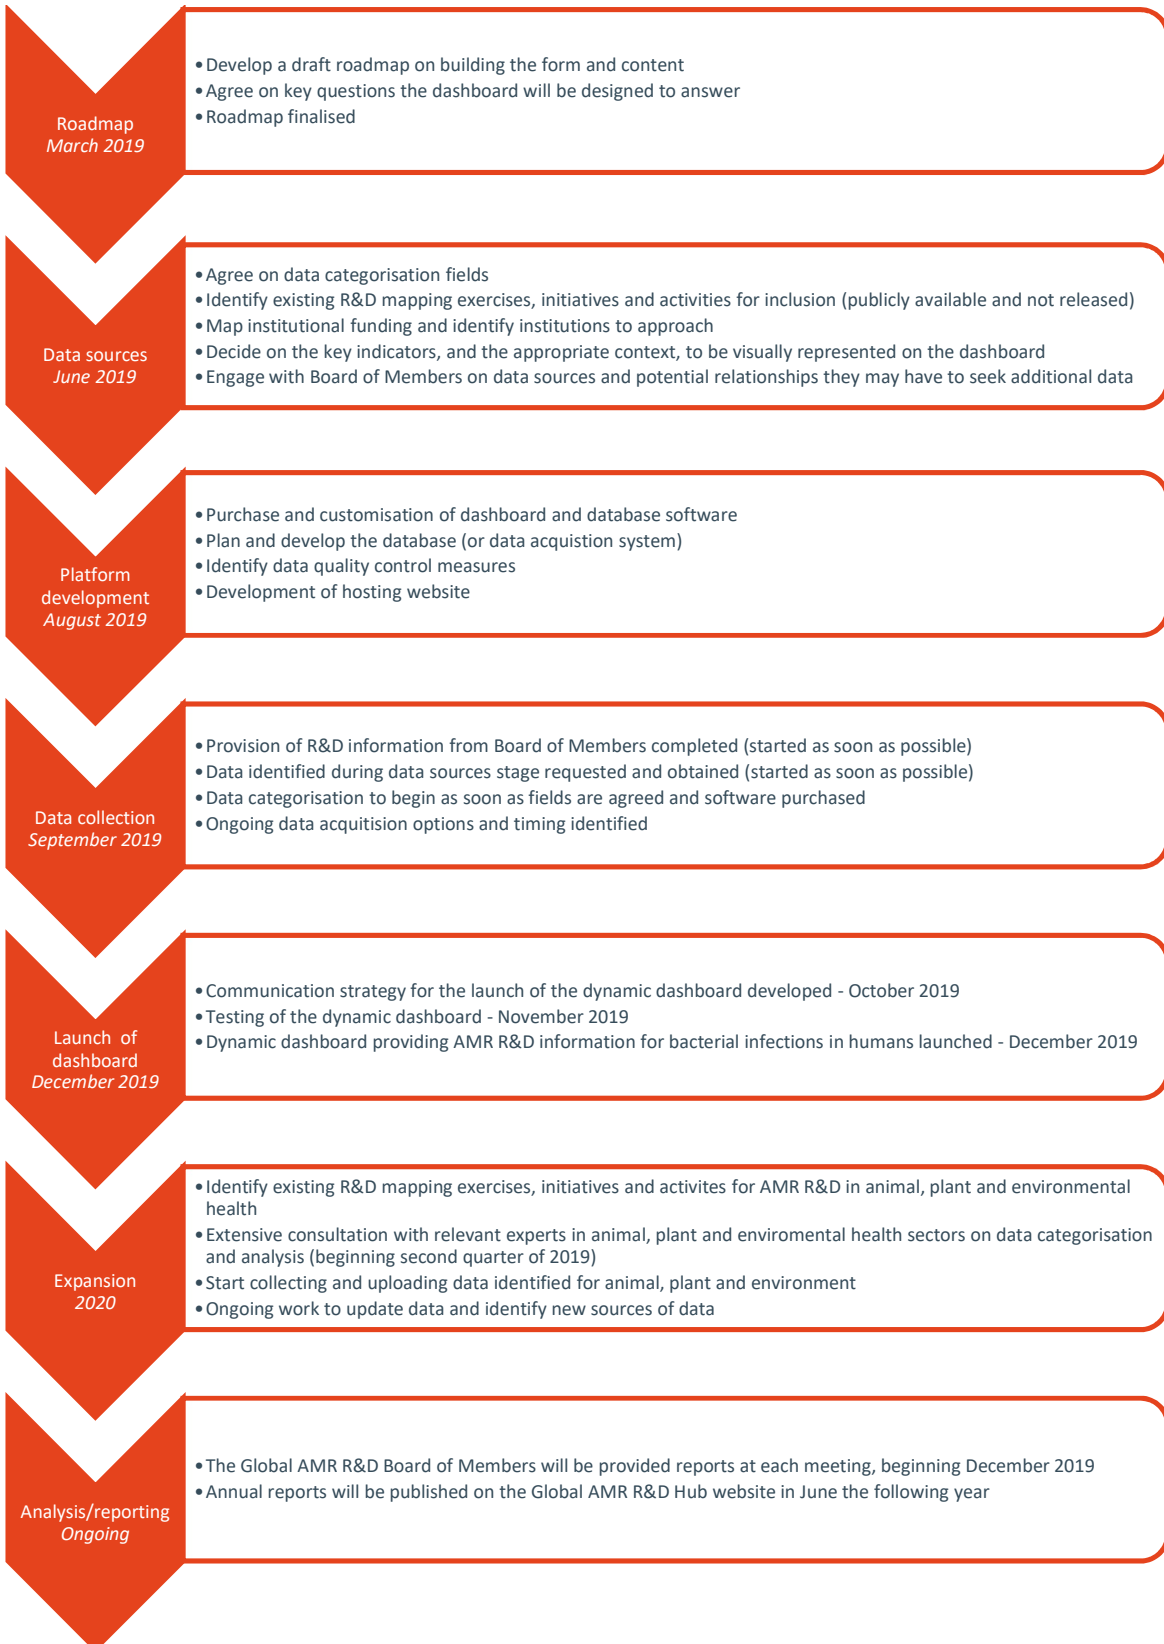 Roadmap
March 2019
•Develop a draft roadmap on building the form and content
•Agree on key questions the dashboard will be designed to answer
•Roadmap finalised
Data sources
June 2019
•Agree on data categorisation fields
•Identify existing R&D mapping exercises, initiatives and activities for inclusion (publicly available and not released)
•Map institutional funding and identify institutions to approach
•Decide on the key indicators, and the appropriate context, to be visually represented on the dashboard
•Engage with Board of Members on data sources and potential relationships they may have to seek additional data
Platform
development
August 2019
•Purchase and customisation of dashboard and database software
•Plan and develop the database (or data acquistion system)
•Identify data quality control measures
•Development of hosting website
Data collection
September 2019
•Provision of R&D information from Board of Members completed (started as soon as possible)
•Data identified during data sources stage requested and obtained (started as soon as possible)
•Data categorisation to begin as soon as fields are agreed and software purchased
•Ongoing data acquitision options and timing identified
Launch of
dashboard
December 2019
•Communication strategy for the launch of the dynamic dashboard developed - October 2019
•Testing of the dynamic dashboard - November 2019
•Dynamic dashboard providing AMR R&D information for bacterial infections in humans launched - December 2019
Expansion
2020
•Identify existing R&D mapping exercises, initiatives and activites for AMR R&D in animal, plant and environmental
health
•Extensive consultation with relevant experts in animal, plant and enviromental health sectors on data categorisation
and analysis (beginning second quarter of 2019)
•Start collecting and uploading data identified for animal, plant and environment
•Ongoing work to update data and identify new sources of data
Analysis/reporting
Ongoing
•The Global AMR R&D Board of Members will be provided reports at each meeting, beginning December 2019
•Annual reports will be published on the Global AMR R&D Hub website in June the following year